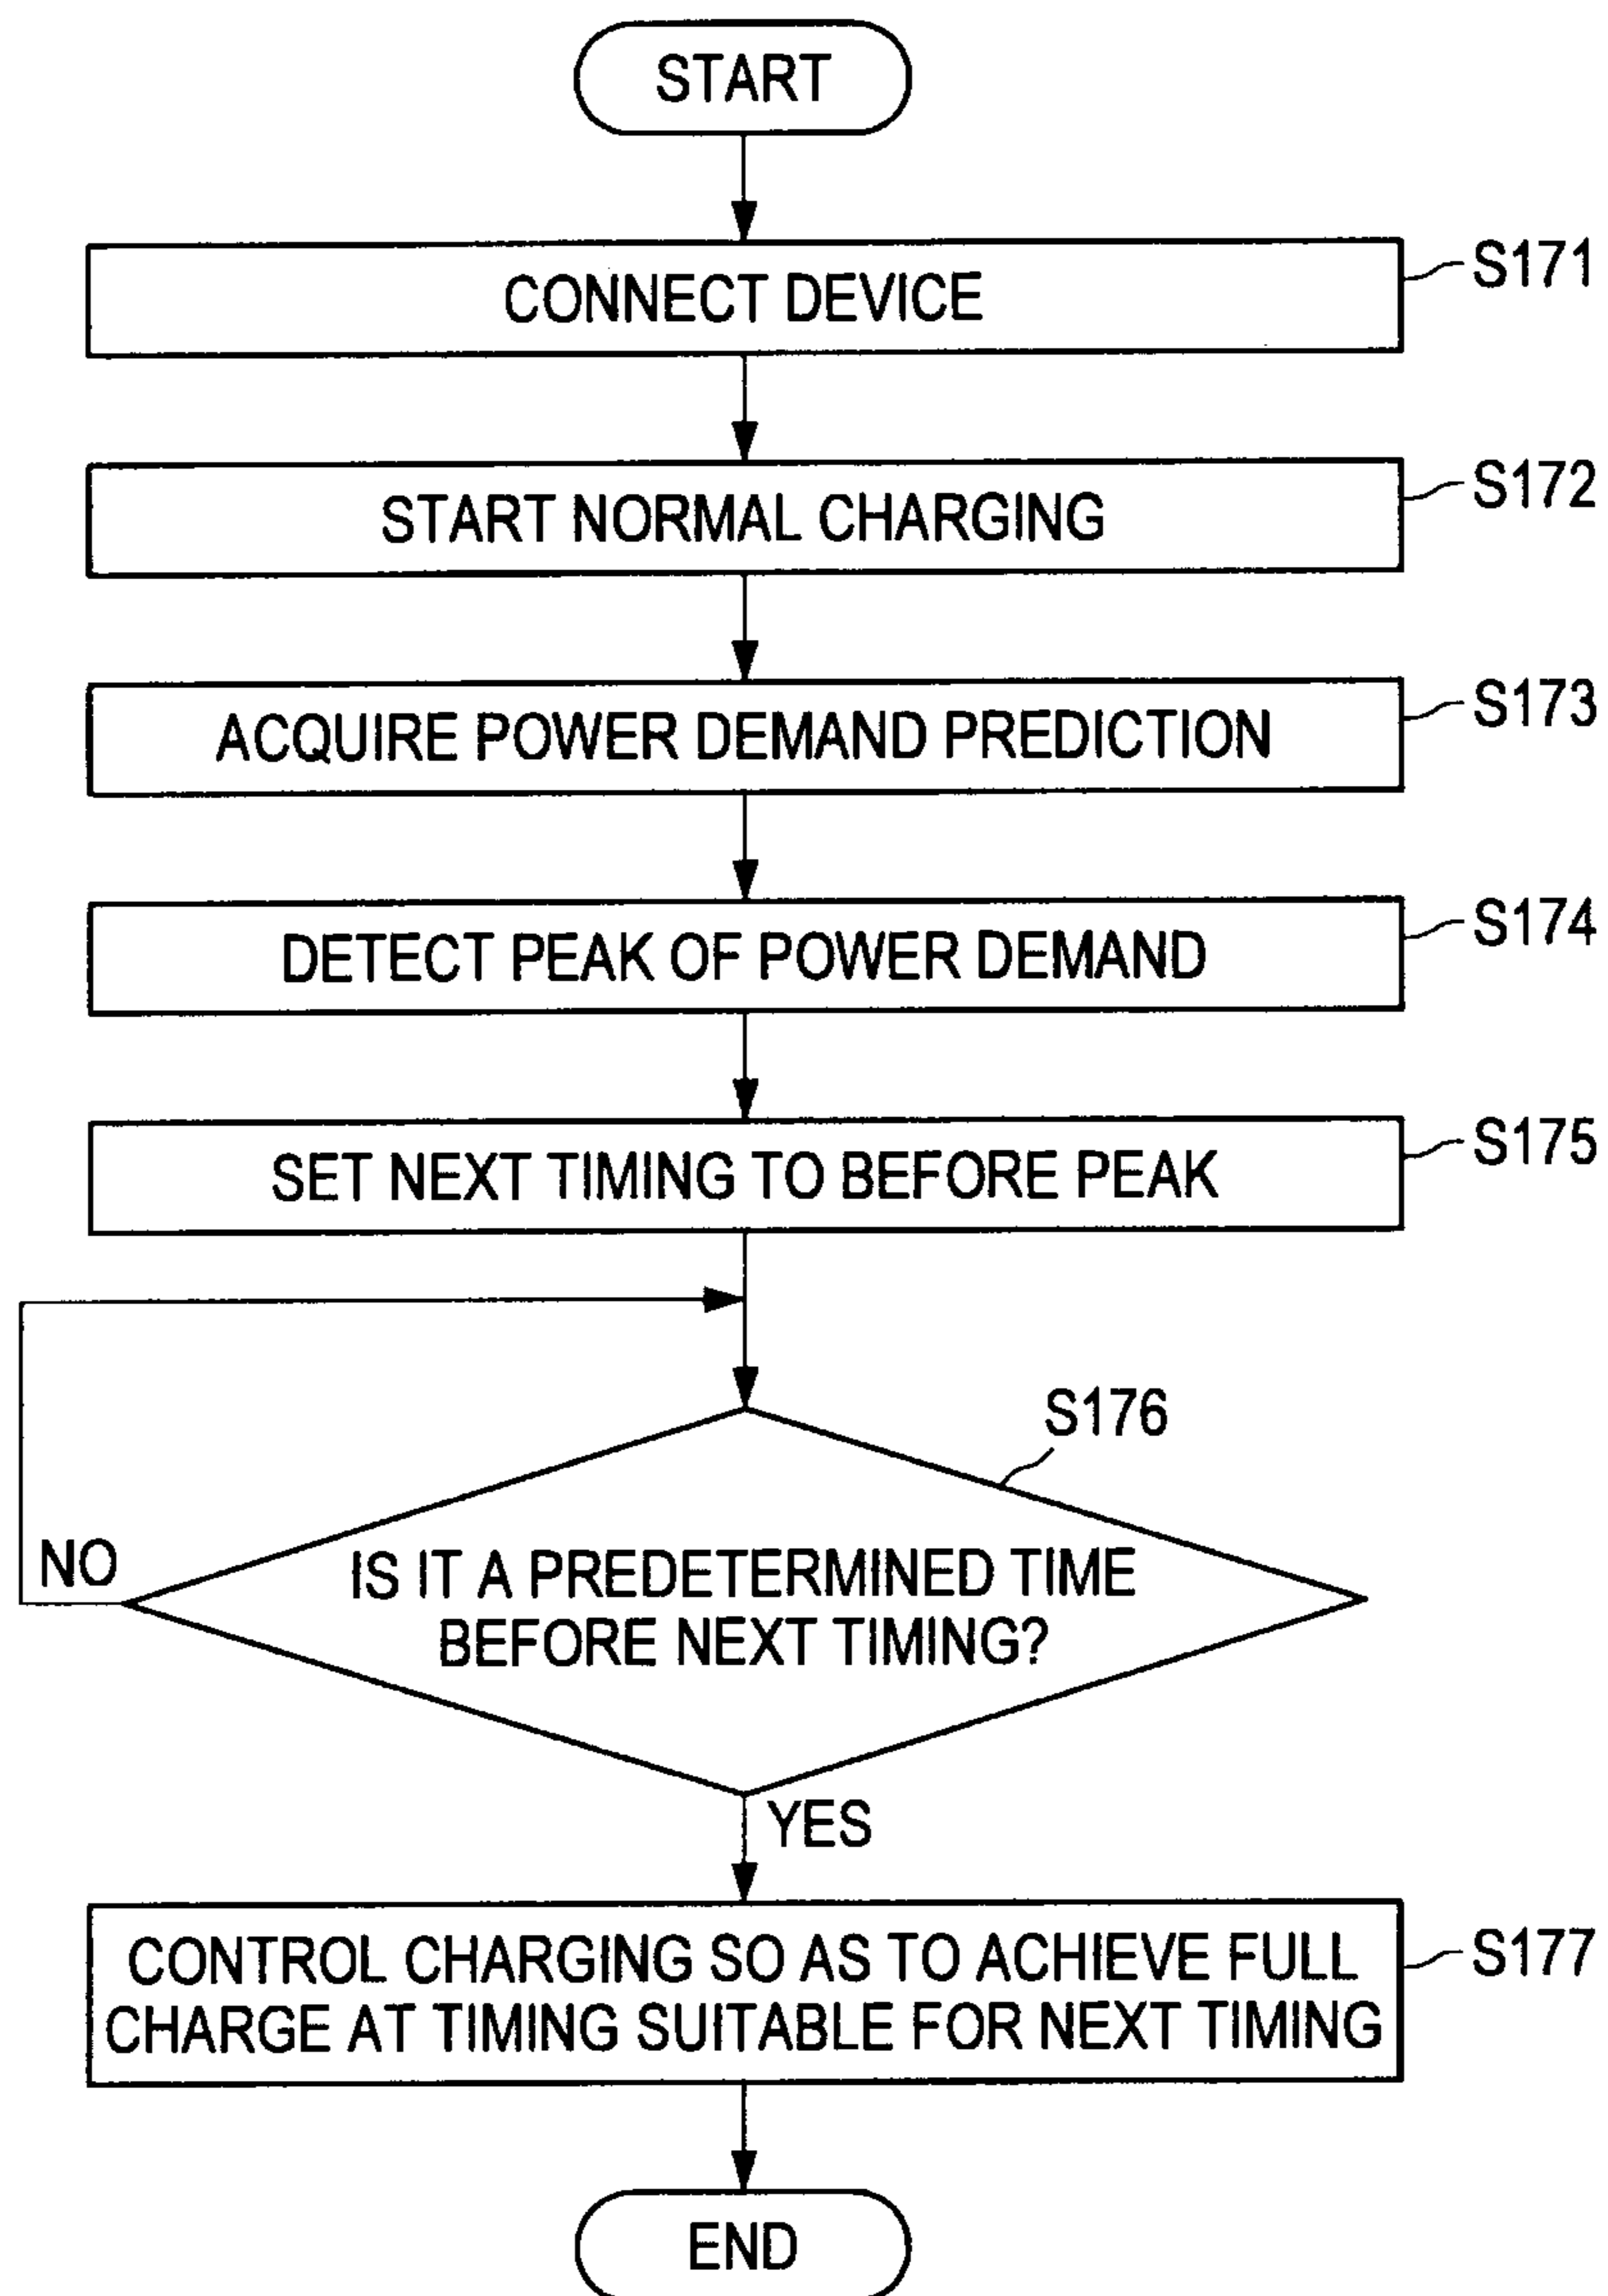 START
CONNECT DEVICE
S171
START NORMAL CHARGING
S172
ACQUIRE POWER DEMAND PREDICTION
S173
DETECT PEAK OF POWER DEMAND
S174
SET NEXT TIMING TO BEFORE PEAK
S175
S176
NO
IS IT A PREDETERMINED TIME
BEFORE NEXT TIMING?
YES
CONTROL CHARGING SO AS TO ACHIEVE FULL
CHARGE AT TIMING SUITABLE FOR NEXT TIMING
S177
END